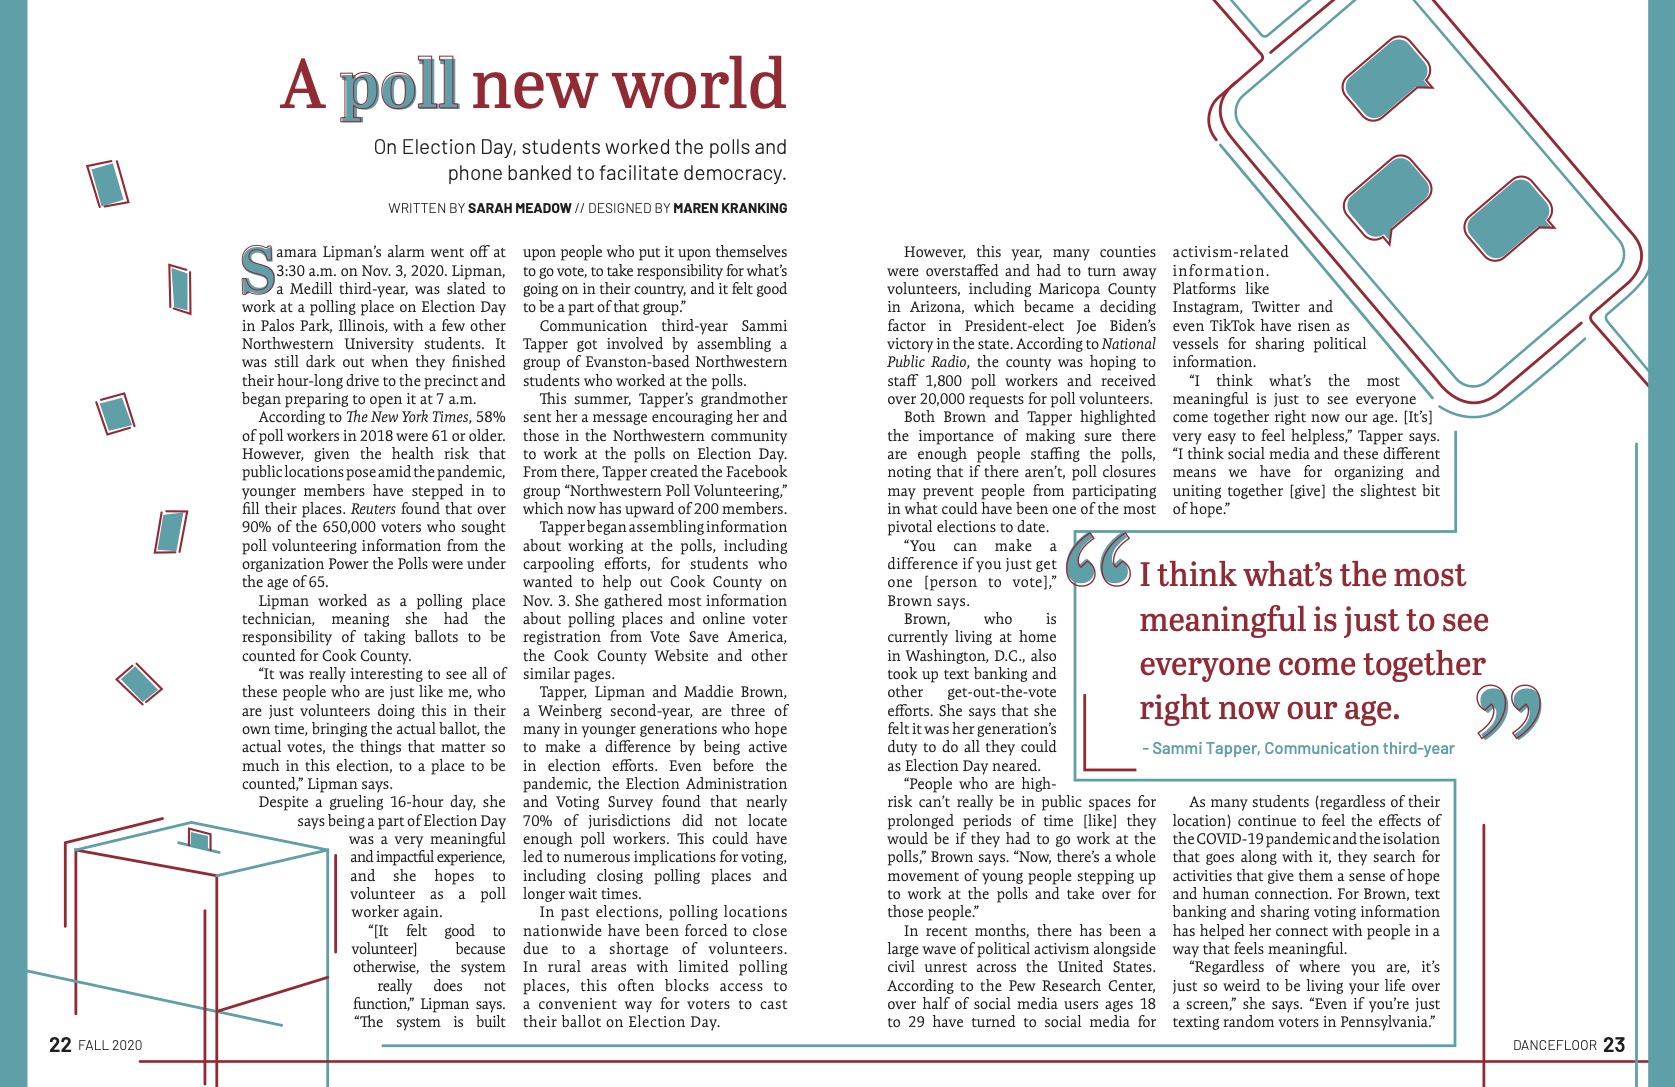 A poll new world
On Election Day, students worked the polls and
phone banked to facilitate democracy.
WRITTEN BY SARAH MEADOW // DESIGNED BY MAREN KRANKING
Samara Lipman’s alarm went off at
3:30 a.m. on Nov. 3, 2020. Lipman,
a Medill third-year, was slated to
work at a polling place on Election Day
in Palos Park, Illinois, with a few other
Northwestern University students. It
was still dark out when they finished
their hour-long drive to the precinct and
began preparing to open it at 7 a.m.
According to The New York Times, 58%
of poll workers in 2018 were 61 or older.
However, given the health risk that
public locations pose amid the pandemic,
younger members have stepped in to
fill their places. Reuters found that over
90% of the 650,000 voters who sought
poll volunteering information from the
organization Power the Polls were under
the age of 65.
Lipman worked as a polling place
technician, meaning she had the
responsibility of taking ballots to be
counted for Cook County.
“It was really interesting to see all of
these people who are just like me, who
are just volunteers doing this in their
own time, bringing the actual ballot, the
actual votes, the things that matter so
much in this election, to a place to be
counted,” Lipman says.
Despite a grueling 16-hour day, she
says being a part of Election Day
was a very meaningful
and impactful experience,
and she hopes to
volunteer as a poll
worker again.
“[It felt good to
volunteer] because
otherwise, the system
really does not
function,” Lipman says.
“The system is built
upon people who put it upon themselves
to go vote, to take responsibility for what’s
going on in their country, and it felt good
to be a part of that group.”
Communication third-year Sammi
Tapper got involved by assembling a
group of Evanston-based Northwestern
students who worked at the polls.
This summer, Tapper’s grandmother
sent her a message encouraging her and
those in the Northwestern community
to work at the polls on Election Day.
From there, Tapper created the Facebook
group “Northwestern Poll Volunteering,”
which now has upward of 200 members.
Tapper began assembling information
about working at the polls, including
carpooling efforts, for students who
wanted to help out Cook County on
Nov. 3. She gathered most information
about polling places and online voter
registration from Vote Save America,
the Cook County Website and other
similar pages.
Tapper, Lipman and Maddie Brown,
a Weinberg second-year, are three of
many in younger generations who hope
to make a difference by being active
in election efforts. Even before the
pandemic, the Election Administration
and Voting Survey found that nearly
70% of jurisdictions did not locate
enough poll workers. This could have
led to numerous implications for voting,
including closing polling places and
longer wait times.
In past elections, polling locations
nationwide have been forced to close
due to a shortage of volunteers.
In rural areas with limited polling
places, this often blocks access to
a convenient way for voters to cast
their ballot on Election Day.
However, this year, many counties
were overstaffed and had to turn away
volunteers, including Maricopa County
in Arizona, which became a deciding
factor in President-elect Joe Biden’s
victory in the state. According to National
Public Radio, the county was hoping to
staff 1,800 poll workers and received
over 20,000 requests for poll volunteers.
Both Brown and Tapper highlighted
the importance of making sure there
are enough people staffing the polls,
noting that if there aren’t, poll closures
may prevent people from participating
in what could have been one of the most
pivotal elections to date.
“You can make a
difference if you just get
one [person to vote],”
Brown says.
Brown, who is
currently living at home
in Washington, D.C., also
took up text banking and
other get-out-the-vote
efforts. She says that she
felt it was her generation’s
duty to do all they could
as Election Day neared.
“People who are high-
risk can’t really be in public spaces for
prolonged periods of time [like] they
would be if they had to go work at the
polls,” Brown says. “Now, there’s a whole
movement of young people stepping up
to work at the polls and take over for
those people.”
In recent months, there has been a
large wave of political activism alongside
civil unrest across the United States.
According to the Pew Research Center,
over half of social media users ages 18
to 29 have turned to social media for
activism-related
information.
Platforms like
Instagram, Twitter and
even TikTok have risen as
vessels for sharing political
information.
“I think what’s the most
meaningful is just to see everyone
come together right now our age. [It’s]
very easy to feel helpless,” Tapper says.
“I think social media and these different
means we have for organizing and
uniting together [give] the slightest bit
of hope.”
“I think what’s the most
meaningful is just to see
everyone come together
right now our age.”
- Sammi Tapper, Communication third-year
As many students (regardless of their
location) continue to feel the effects of
the COVID-19 pandemic and the isolation
that goes along with it, they search for
activities that give them a sense of hope
and human connection. For Brown, text
banking and sharing voting information
has helped her connect with people in a
way that feels meaningful.
“Regardless of where you are, it’s
just so weird to be living your life over
a screen,” she says. “Even if you’re just
texting random voters in Pennsylvania.”
22 FALL 2020
DANCEFLOOR 23